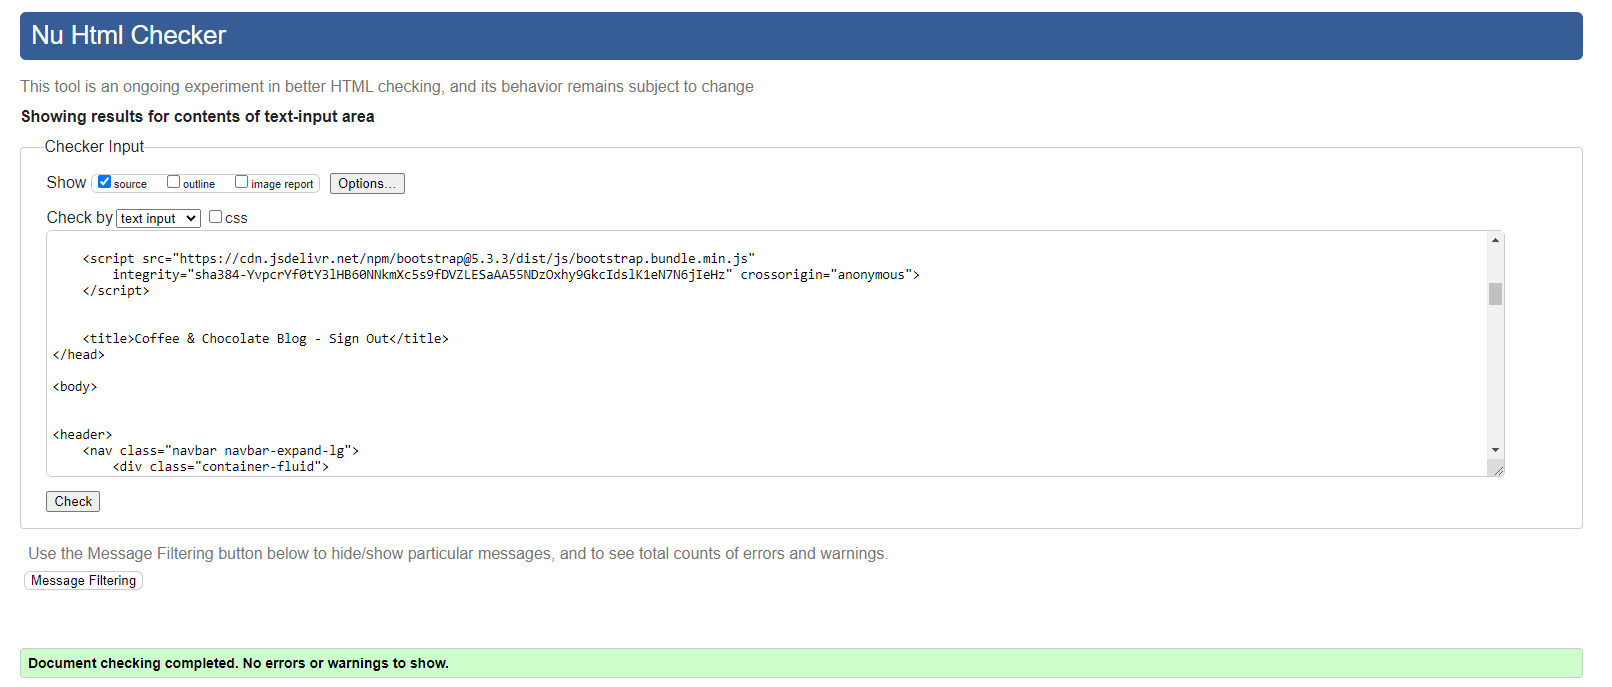 Nu Html Checker
This tool is an ongoing experiment in better HTML checking, and its behavior remains subject to change
Showing results for contents of text-input area
Checker Input
Show source outline image report Options...
Check by text input css
<script src="https://cdn.jsdelivr.net/npm/bootstrap@5.3.3/dist/js/bootstrap.bundle.min.js"
integrity="sha384-YvpcrYf0tY3lHB60NNkmXc5s9fDVZLESaAA55NDzOxhy9GkcIdslK1eN7N6jIeHz" crossorigin="anonymous">
</script>
<title>Coffee & Chocolate Blog - Sign Out</title>
</head>
<body>
<header>
<nav class="navbar navbar-expand-lg">
<div class="container-fluid">
Check
Use the Message Filtering button below to hide/show particular messages, and to see total counts of errors and warnings.
Message Filtering
Document checking completed. No errors or warnings to show.